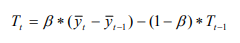 T_t = β * (ȳ_t − ȳ_{t−1}) − (1 − β) * T_{t−1}